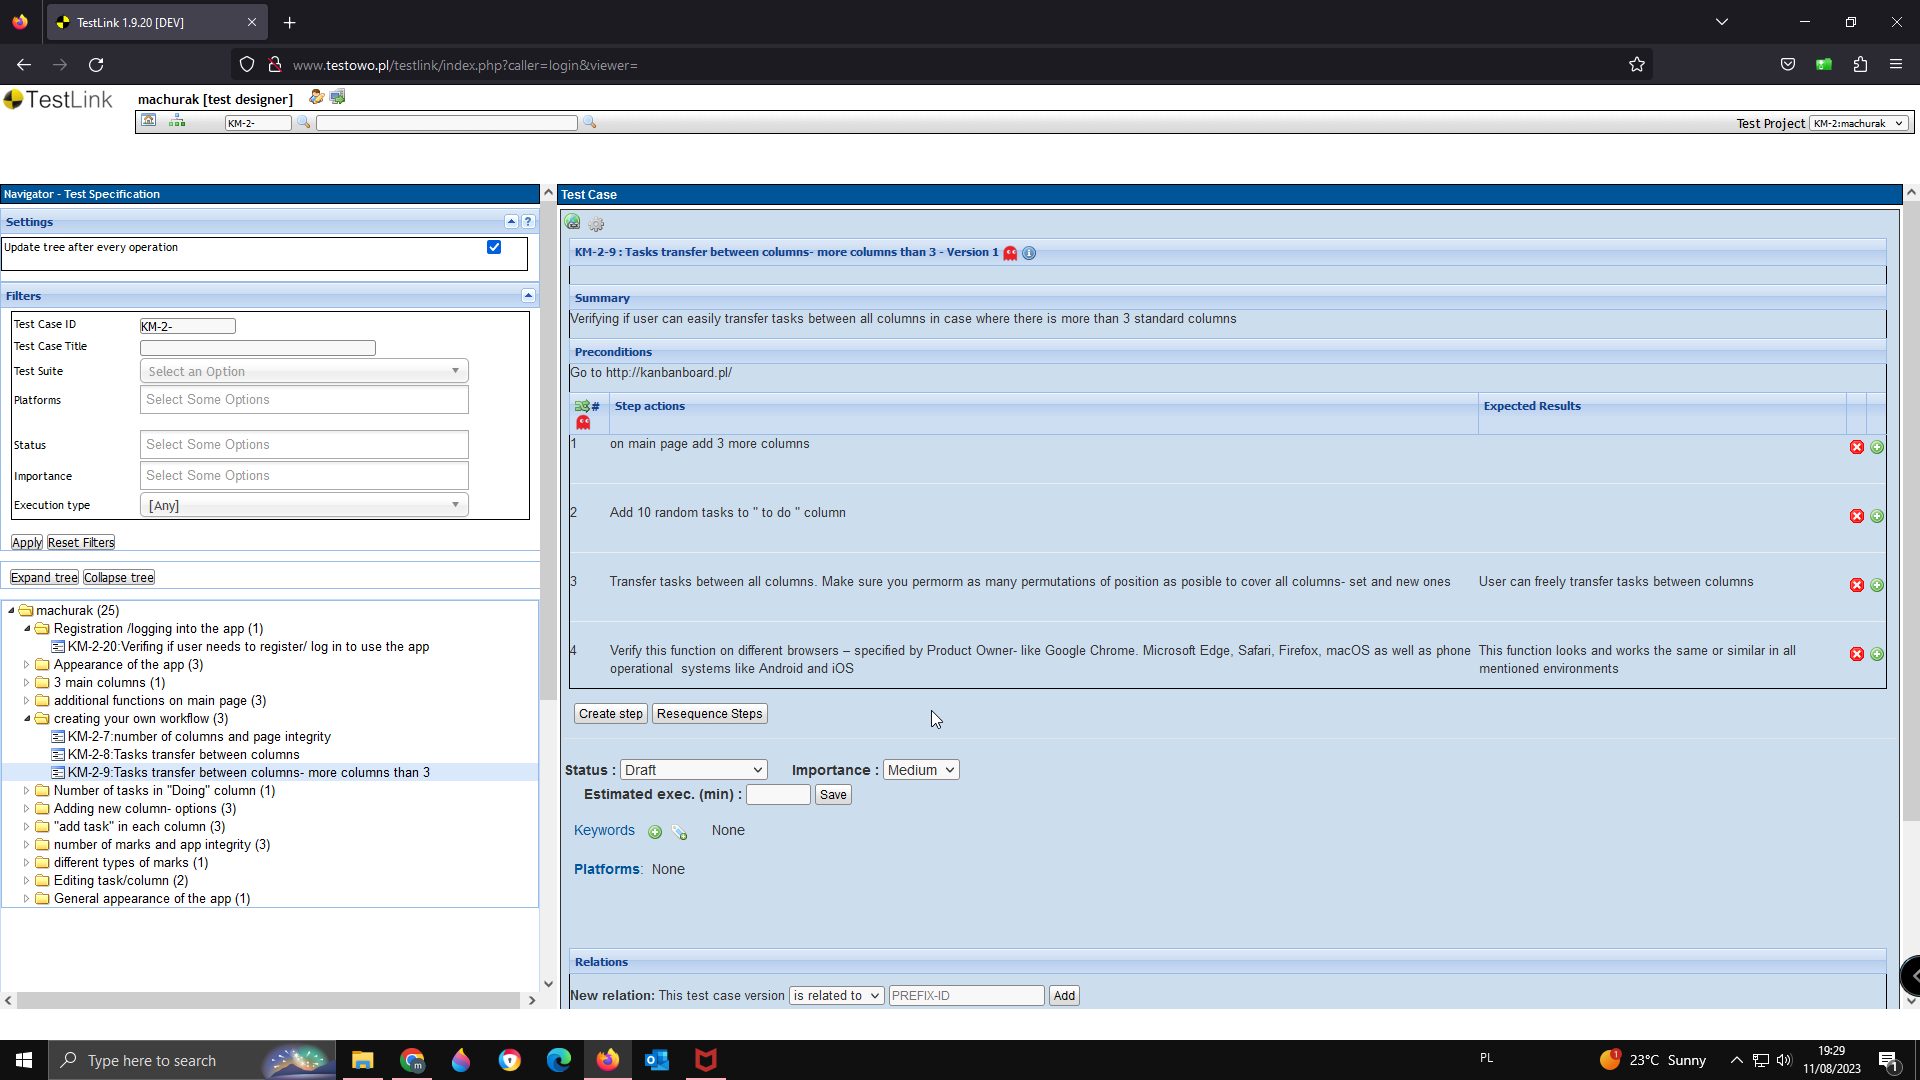 TestLink 1.9.20 [DEV]
www.testowo.pl/testlink/index.php?caller=login&viewer=
TestLink
machurak [test designer]
KM-2-
Test Project KM-2:machurak
Navigator - Test Specification
Settings
Update tree after every operation
Filters
Test Case ID KM-2-
Test Case Title
Test Suite Select an Option
Platforms Select Some Options
Status Select Some Options
Importance Select Some Options
Execution type [Any]
Apply Reset Filters
Expand tree Collapse tree
machurak (25)
Registration /logging into the app (1)
KM-2-20:Verifing if user needs to register/ log in to use the app
Appearance of the app (3)
3 main columns (1)
additional functions on main page (3)
creating your own workflow (3)
KM-2-7:number of columns and page integrity
KM-2-8:Tasks transfer between columns
KM-2-9:Tasks transfer between columns- more columns than 3
Number of tasks in "Doing" column (1)
Adding new column- options (3)
"add task" in each column (3)
number of marks and app integrity (3)
different types of marks (1)
Editing task/column (2)
General appearance of the app (1)
Test Case
KM-2-9 : Tasks transfer between columns- more columns than 3 - Version 1
Summary
Verifying if user can easily transfer tasks between all columns in case where there is more than 3 standard columns
Preconditions
Go to http://kanbanboard.pl/
# Step actions Expected Results
1 on main page add 3 more columns
2 Add 10 random tasks to " to do " column
3 Transfer tasks between all columns. Make sure you permorm as many permutations of position as posible to cover all columns- set and new ones User can freely transfer tasks between columns
4 Verify this function on different browsers – specified by Product Owner- like Google Chrome. Microsoft Edge, Safari, Firefox, macOS as well as phone This function looks and works the same or similar in all
operational systems like Android and iOS mentioned environments
Create step Resequence Steps
Status : Draft Importance : Medium
Estimated exec. (min) : Save
Keywords None
Platforms: None
Relations
New relation: This test case version is related to PREFIX-ID Add
Type here to search
m
PL
1
23°C Sunny
19:29
11/08/2023
1